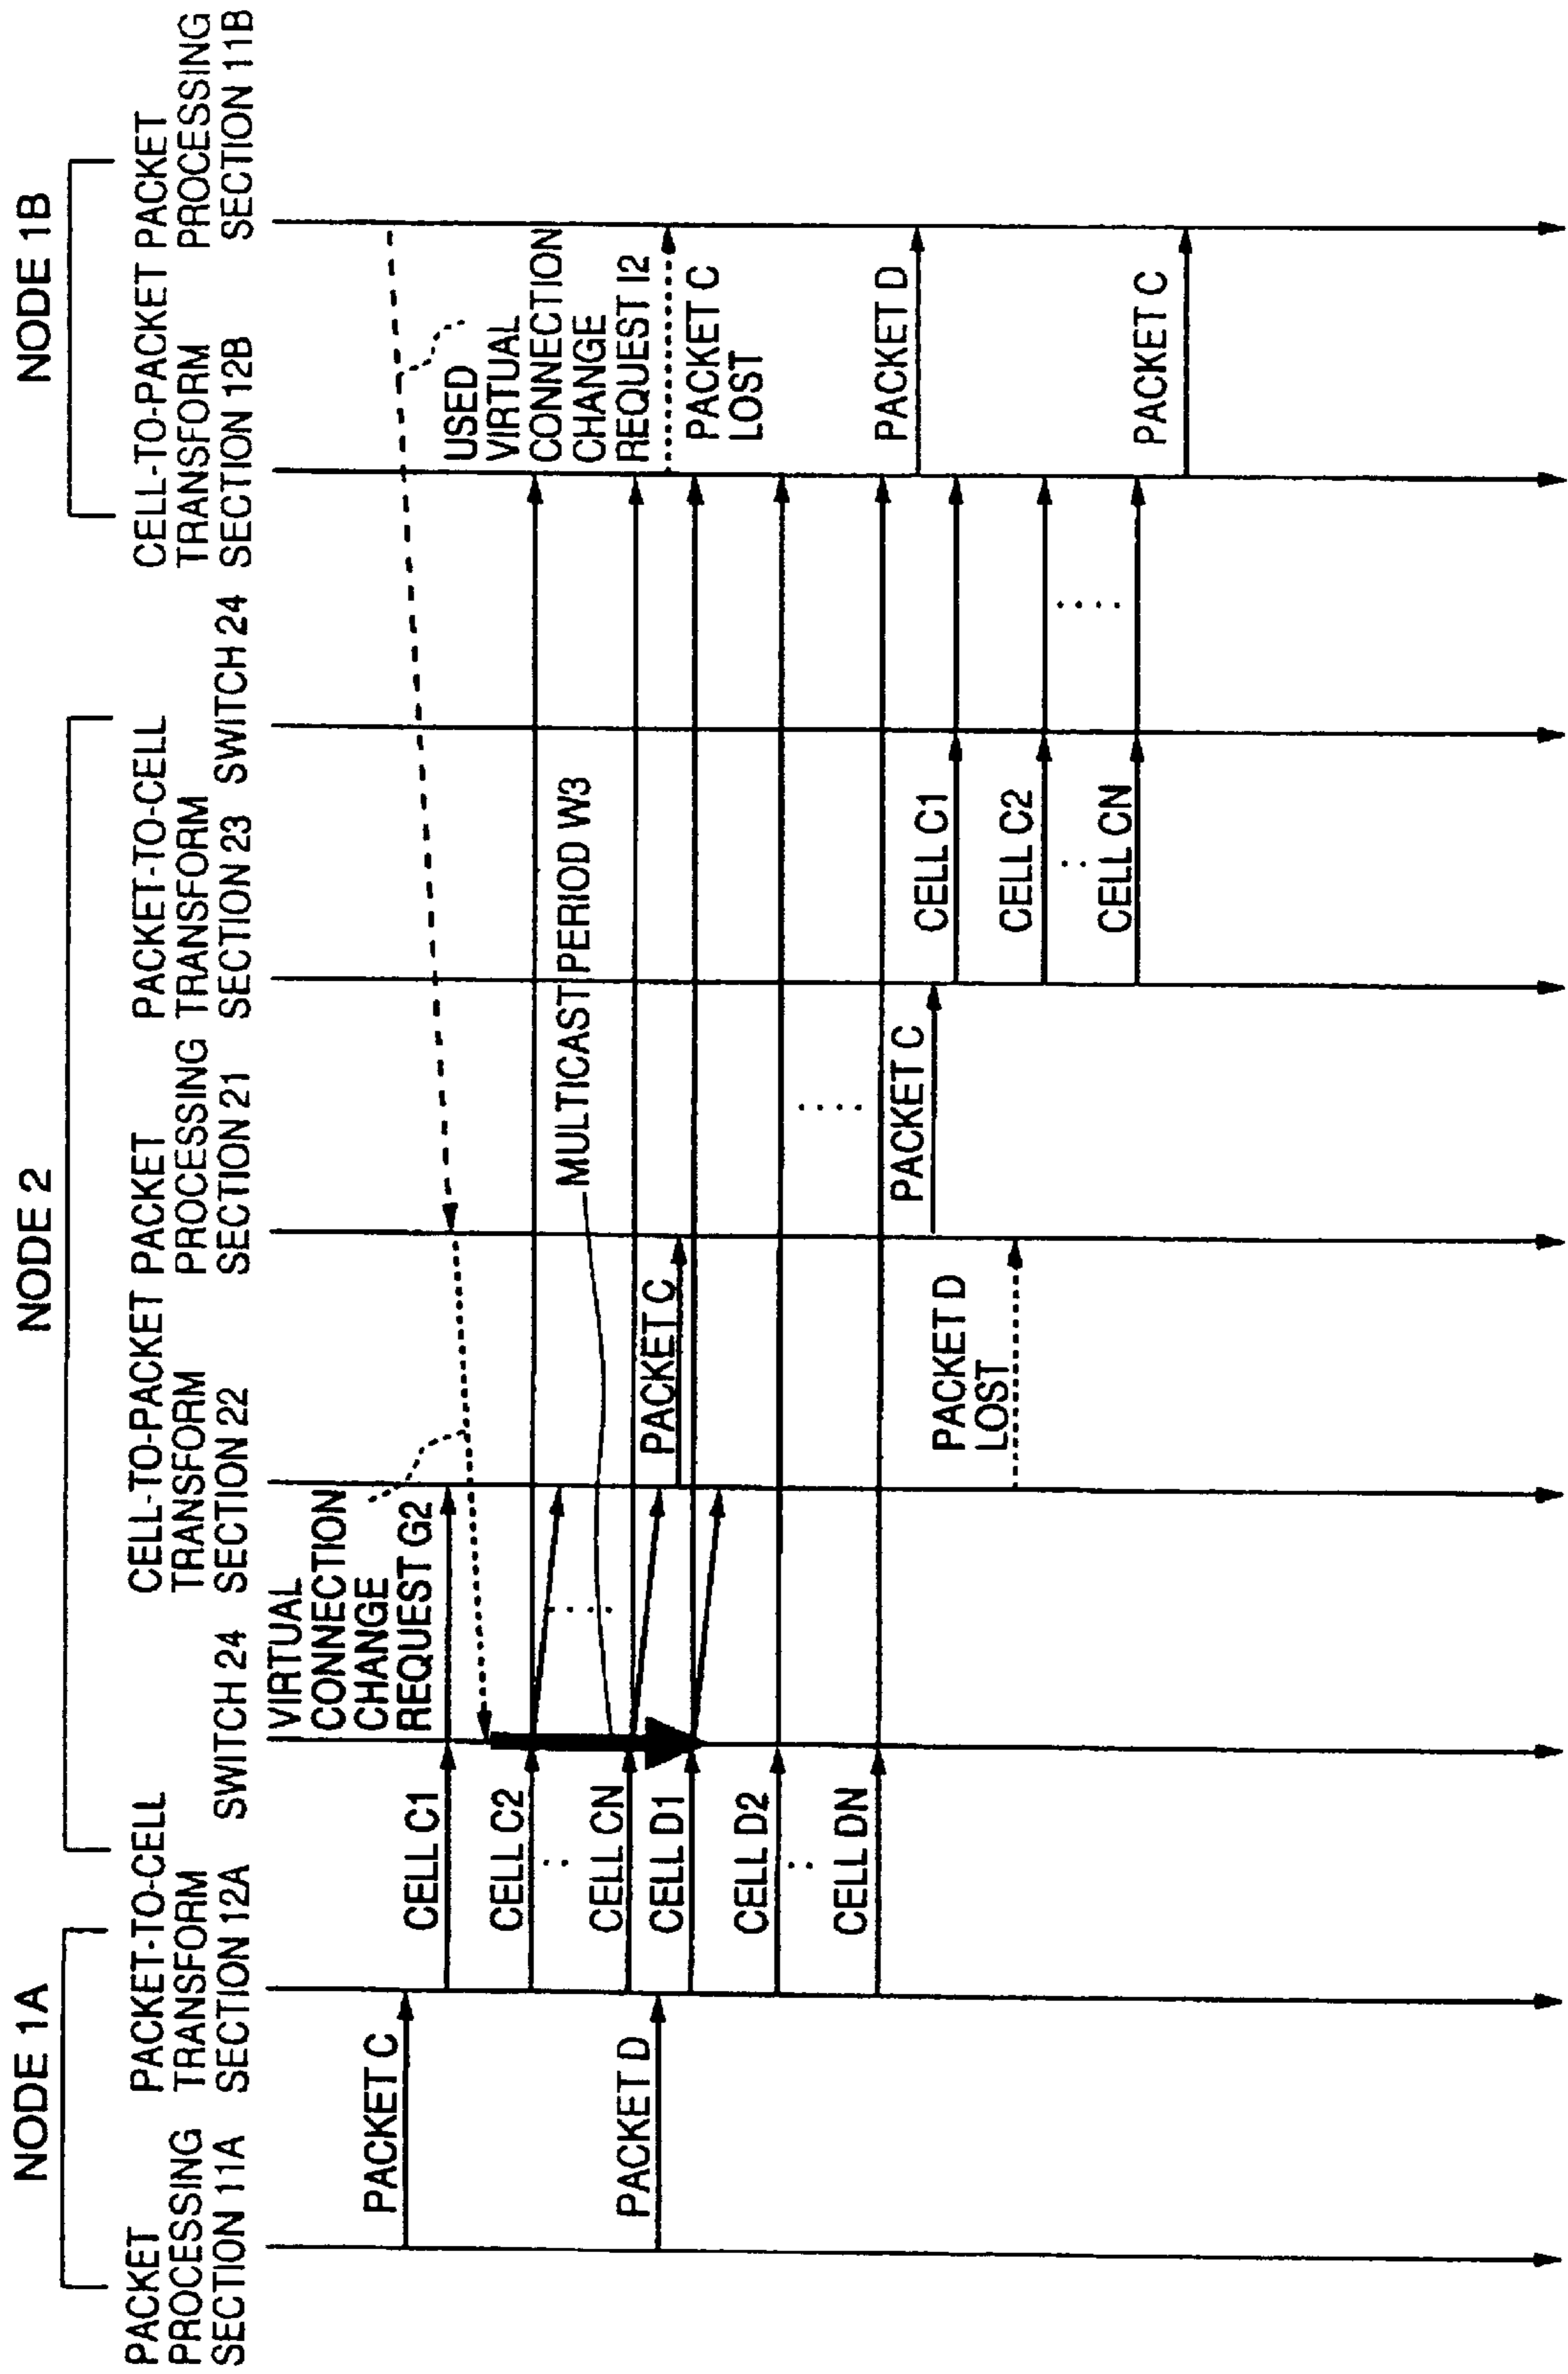 NODE 1A
NODE 2
NODE 1B
PACKET
PROCESSING
SECTION 11A
PACKET-TO-CELL
TRANSFORM
SECTION 12A
SWITCH 24
CELL-TO-PACKET
TRANSFORM
SECTION 22
PACKET
PROCESSING
SECTION 21
PACKET-TO-CELL
TRANSFORM
SECTION 23
SWITCH 24
CELL-TO-PACKET
TRANSFORM
SECTION 12B
PACKET
PROCESSING
SECTION 11B
PACKET C
PACKET D
CELL C1
CELL C2
CELL CN
CELL D1
CELL D2
CELL DN
VIRTUAL
CONNECTION
CHANGE
REQUEST G2
MULTICAST PERIOD W3
PACKET C
PACKET D
LOST
PACKET C
CELL C1
CELL C2
CELL CN
USED
VIRTUAL
CONNECTION
CHANGE
REQUEST I2
PACKET C
LOST
PACKET D
PACKET C